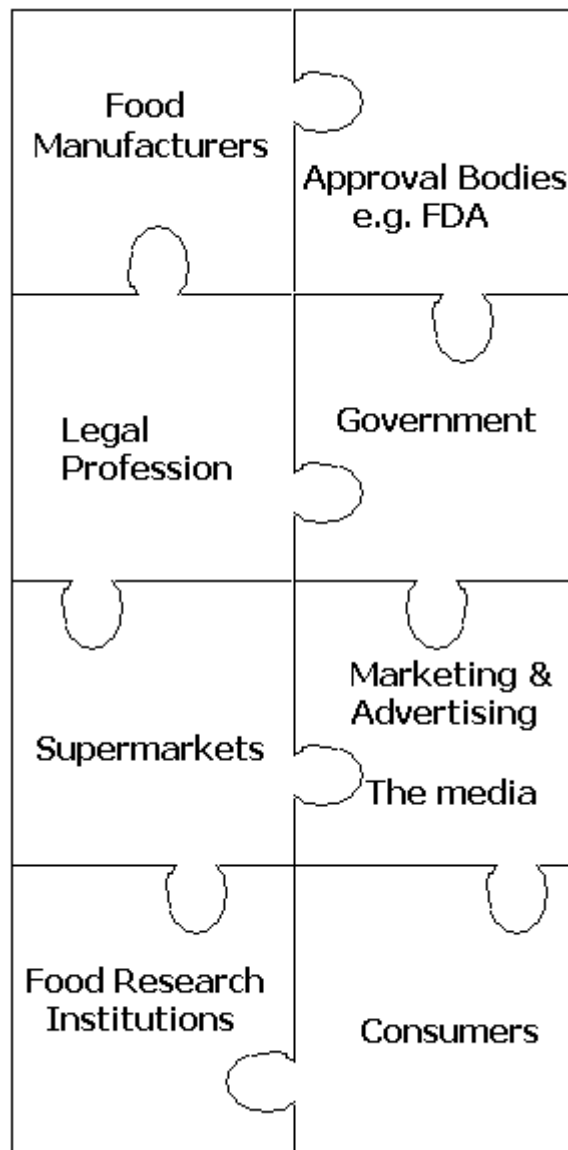 Food
Manufacturers
Approval Bodies
e.g. FDA
Legal
Profession
Government
Supermarkets
Marketing &
Advertising
The media
Food Research
Institutions
Consumers